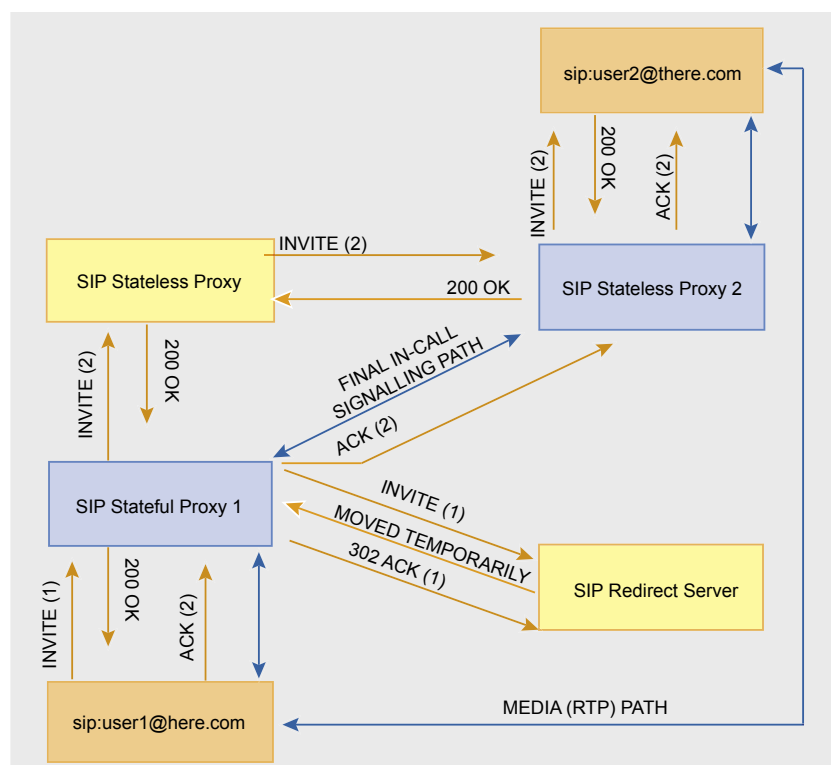 sip:user2@there.com
INVITE (2)
200 OK
ACK (2)
SIP Stateless Proxy
INVITE (2)
200 OK
SIP Stateless Proxy 2
INVITE (2)
200 OK
FINAL IN-CALL
SIGNALLING PATH
ACK (2)
SIP Stateful Proxy 1
INVITE (1)
MOVED TEMPORARILY
302 ACK (1)
SIP Redirect Server
INVITE (1)
200 OK
ACK (2)
sip:user1@here.com
MEDIA (RTP) PATH